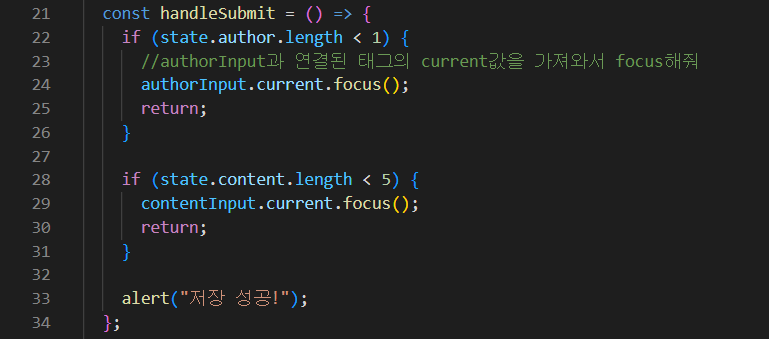 21 const handleSubmit = () => {
22 if (state.author.length < 1) {
23 //authorInput과 연결된 태그의 current값을 가져와서 focus해줘
24 authorInput.current.focus();
25 return;
26 }
27
28 if (state.content.length < 5) {
29 contentInput.current.focus();
30 return;
31 }
32
33 alert("저장 성공!");
34 };